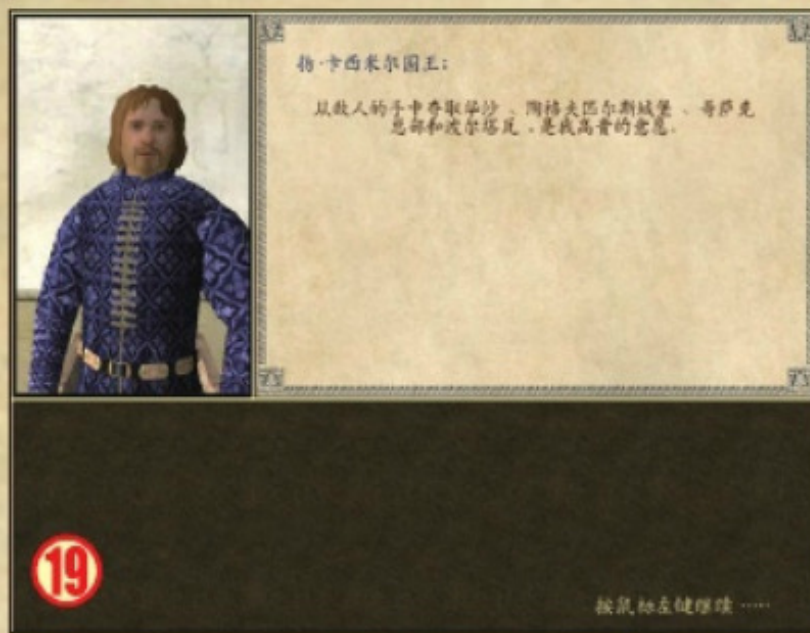 扬·卡西米尔国王：
从敌人的手中夺取华沙、陶格夫匹尔斯城堡、哥萨克
总部和波尔塔瓦，是我高贵的意愿。
19
按鼠标左键继续 ……